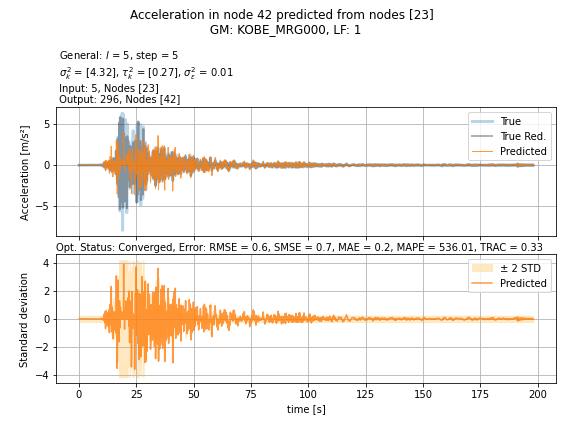 Acceleration in node 42 predicted from nodes [23]
GM: KOBE_MRG000, LF: 1
General: l = 5, step = 5
σ²ₖ = [4.32], τ²ₖ = [0.27], σ²ε = 0.01
Input: 5, Nodes [23]
Output: 296, Nodes [42]
Acceleration [m/s²]
5
0
−5
True
True Red.
Predicted
Opt. Status: Converged, Error: RMSE = 0.6, SMSE = 0.7, MAE = 0.2, MAPE = 536.01, TRAC = 0.33
Standard deviation
4
2
0
−2
−4
± 2 STD
Predicted
0 25 50 75 100 125 150 175 200
time [s]